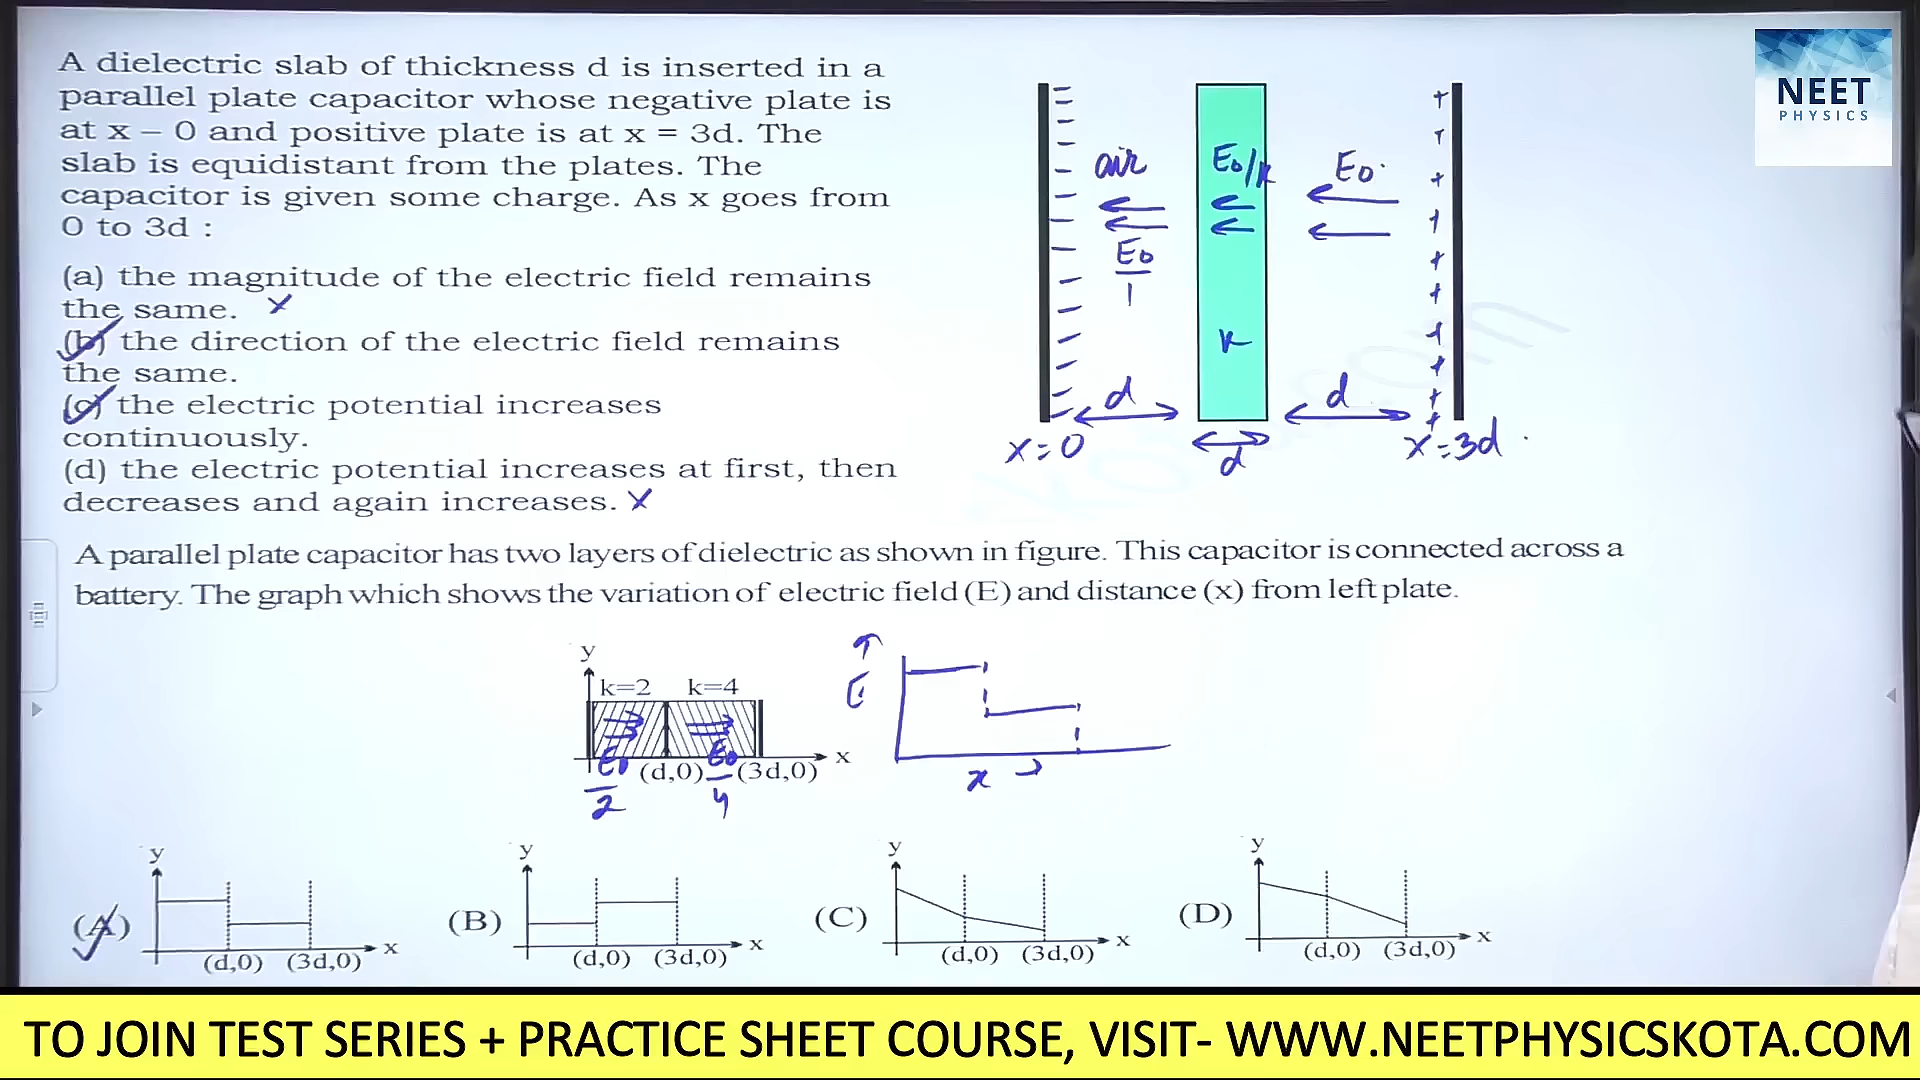 A dielectric slab of thickness d is inserted in a
parallel plate capacitor whose negative plate is
at x – 0 and positive plate is at x = 3d. The
slab is equidistant from the plates. The
capacitor is given some charge. As x goes from
0 to 3d :
(a) the magnitude of the electric field remains
the same. X
(b) the direction of the electric field remains
the same.
(c) the electric potential increases
continuously.
(d) the electric potential increases at first, then
decreases and again increases. X
NEET
PHYSICS
air
E₀/k
E₀
E₀
1
k
d
d
x=0
d
x=3d
A parallel plate capacitor has two layers of dielectric as shown in figure. This capacitor is connected across a
battery. The graph which shows the variation of electric field (E) and distance (x) from left plate.
y
k=2 k=4
E₀/2 (d,0) E₀/4 (3d,0) x
E
x
(A) y (d,0) (3d,0) x
(B) y (d,0) (3d,0) x
(C) y (d,0) (3d,0) x
(D) y (d,0) (3d,0) x
TO JOIN TEST SERIES + PRACTICE SHEET COURSE, VISIT- WWW.NEETPHYSICSKOTA.COM